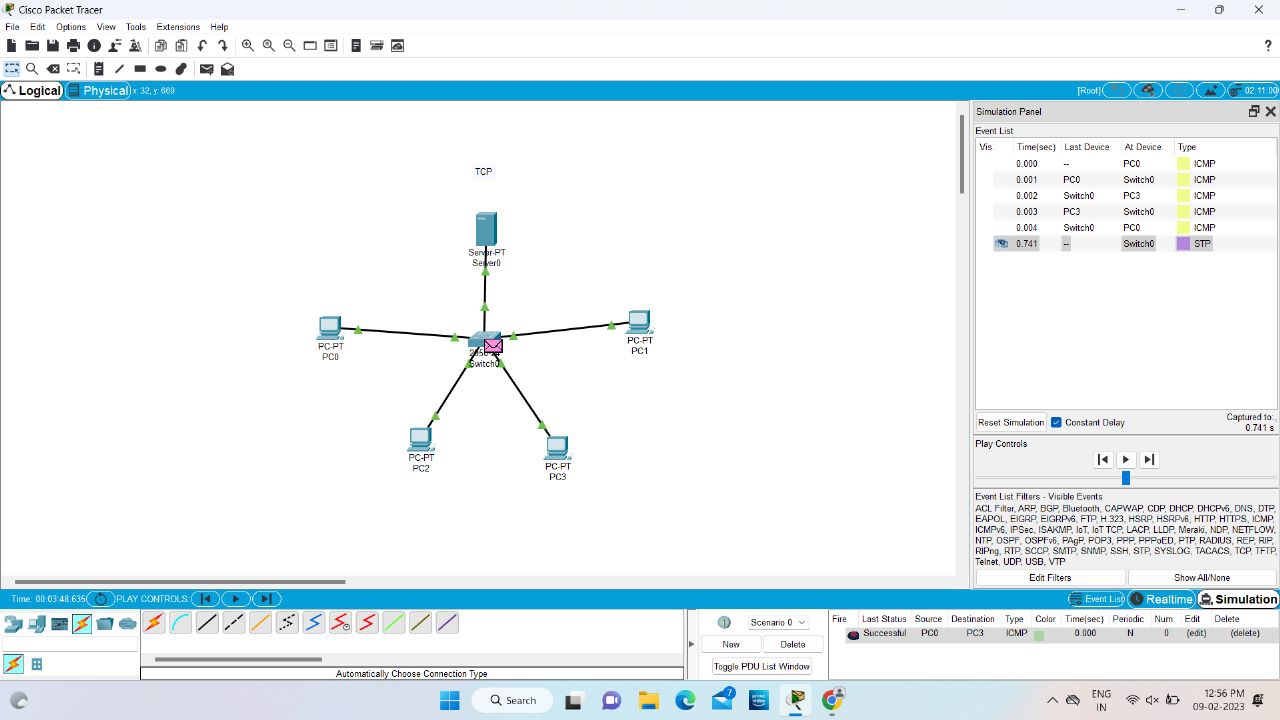 Cisco Packet Tracer
File Edit Options View Tools Extensions Help
?
Logical Physical x: 32, y: 669 [Root] 02:11:00
Simulation Panel
Event List
Vis. Time(sec) Last Device At Device Type
0.000 -- PC0 ICMP
0.001 PC0 Switch0 ICMP
0.002 Switch0 PC3 ICMP
0.003 PC3 Switch0 ICMP
0.004 Switch0 PC0 ICMP
0.741 -- Switch0 STP
TCP
Server-PT
Server0
PC-PT
PC0
PC-PT
PC1
Switch0
PC-PT
PC2
PC-PT
PC3
Reset Simulation Constant Delay
Captured to:
0.741 s
Play Controls
Event List Filters - Visible Events
ACL Filter, ARP, BGP, Bluetooth, CAPWAP, CDP, DHCP, DHCPv6, DNS, DTP,
EAPOL, EIGRP, EIGRPv6, FTP, H.323, HSRP, HSRPv6, HTTP, HTTPS, ICMP,
ICMPv6, IPSec, ISAKMP, IoT, IoT TCP, LACP, LLDP, Meraki, NDP, NETFLOW,
NTP, OSPF, OSPFv6, PAgP, POP3, PPP, PPPoED, PTP, RADIUS, REP, RIP,
RIPng, RTP, SCCP, SMTP, SNMP, SSH, STP, SYSLOG, TACACS, TCP, TFTP,
Telnet, UDP, USB, VTP
Edit Filters Show All/None
Time: 00:03:48.635 PLAY CONTROLS: Event List Realtime Simulation
Scenario 0
New Delete
Toggle PDU List Window
Automatically Choose Connection Type
Fire Last Status Source Destination Type Color Time(sec) Periodic Num Edit Delete
Successful PC0 PC3 ICMP 0.000 N 0 (edit) (delete)
Search
prime video
7
ENG
IN
12:56 PM
09-02-2023